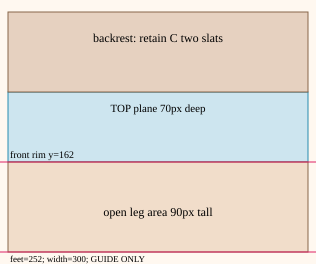 backrest: retain C two slats
TOP plane 70px deep
front rim y=162
open leg area 90px tall
feet=252; width=300; GUIDE ONLY